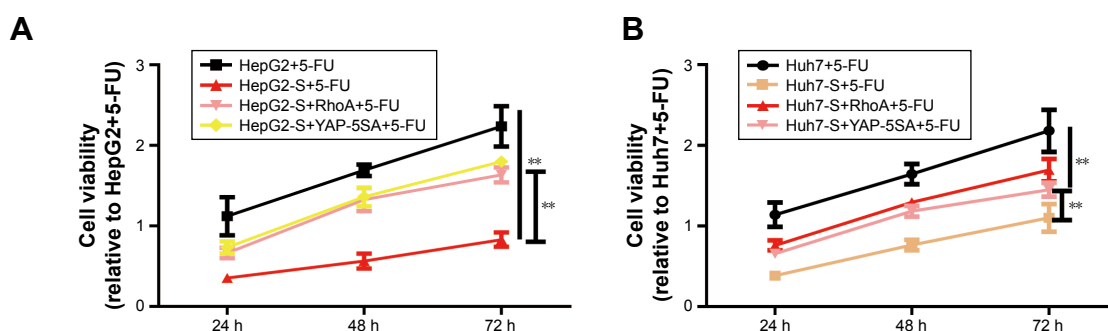 A
Cell viability
(relative to HepG2+5-FU)
3
2
1
0
HepG2+5-FU
HepG2-S+5-FU
HepG2-S+RhoA+5-FU
HepG2-S+YAP-5SA+5-FU
**
**
24 h
48 h
72 h
B
Cell viability
(relative to Huh7+5-FU)
3
2
1
0
Huh7+5-FU
Huh7-S+5-FU
Huh7-S+RhoA+5-FU
Huh7-S+YAP-5SA+5-FU
**
**
24 h
48 h
72 h